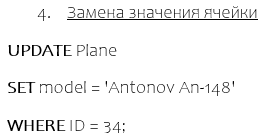 4. Замена значения ячейки
UPDATE Plane
SET model = 'Antonov An-148'
WHERE ID = 34;